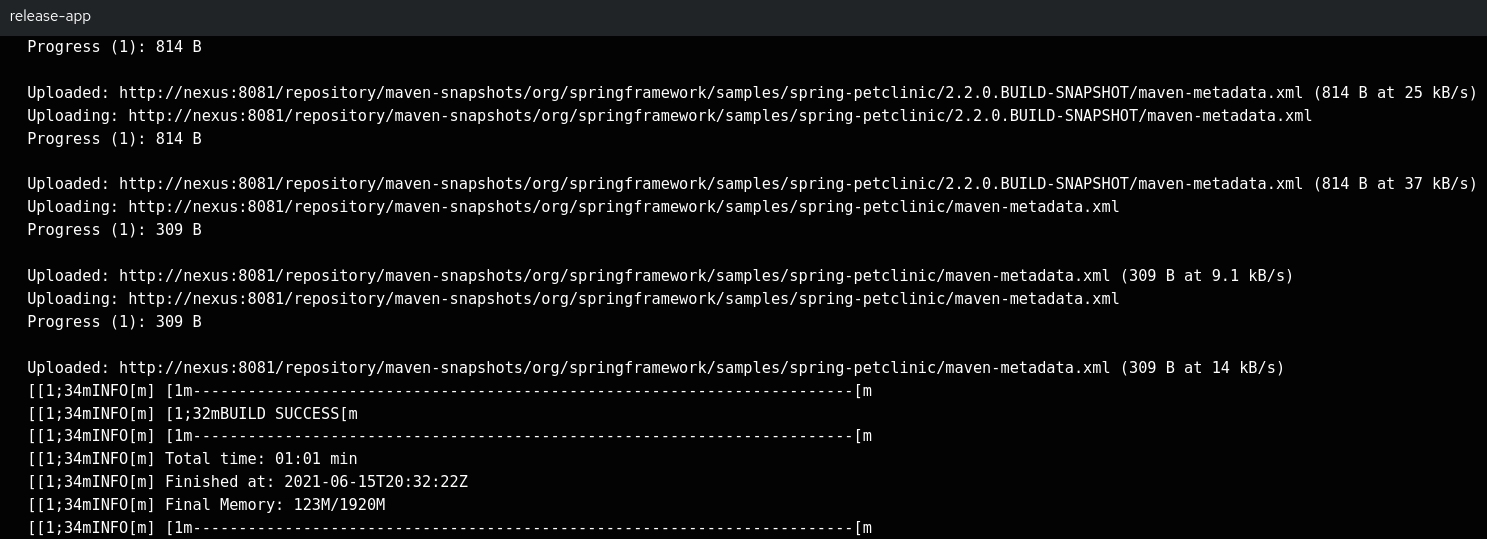 release-app
Progress (1): 814 B
Uploaded: http://nexus:8081/repository/maven-snapshots/org/springframework/samples/spring-petclinic/2.2.0.BUILD-SNAPSHOT/maven-metadata.xml (814 B at 25 kB/s)
Uploading: http://nexus:8081/repository/maven-snapshots/org/springframework/samples/spring-petclinic/2.2.0.BUILD-SNAPSHOT/maven-metadata.xml
Progress (1): 814 B
Uploaded: http://nexus:8081/repository/maven-snapshots/org/springframework/samples/spring-petclinic/2.2.0.BUILD-SNAPSHOT/maven-metadata.xml (814 B at 37 kB/s)
Uploading: http://nexus:8081/repository/maven-snapshots/org/springframework/samples/spring-petclinic/maven-metadata.xml
Progress (1): 309 B
Uploaded: http://nexus:8081/repository/maven-snapshots/org/springframework/samples/spring-petclinic/maven-metadata.xml (309 B at 9.1 kB/s)
Uploading: http://nexus:8081/repository/maven-snapshots/org/springframework/samples/spring-petclinic/maven-metadata.xml
Progress (1): 309 B
Uploaded: http://nexus:8081/repository/maven-snapshots/org/springframework/samples/spring-petclinic/maven-metadata.xml (309 B at 14 kB/s)
[[1;34mINFO[m] [1m------------------------------------------------------------------------[m
[[1;34mINFO[m] [1;32mBUILD SUCCESS[m
[[1;34mINFO[m] [1m------------------------------------------------------------------------[m
[[1;34mINFO[m] Total time: 01:01 min
[[1;34mINFO[m] Finished at: 2021-06-15T20:32:22Z
[[1;34mINFO[m] Final Memory: 123M/1920M
[[1;34mINFO[m] [1m------------------------------------------------------------------------[m